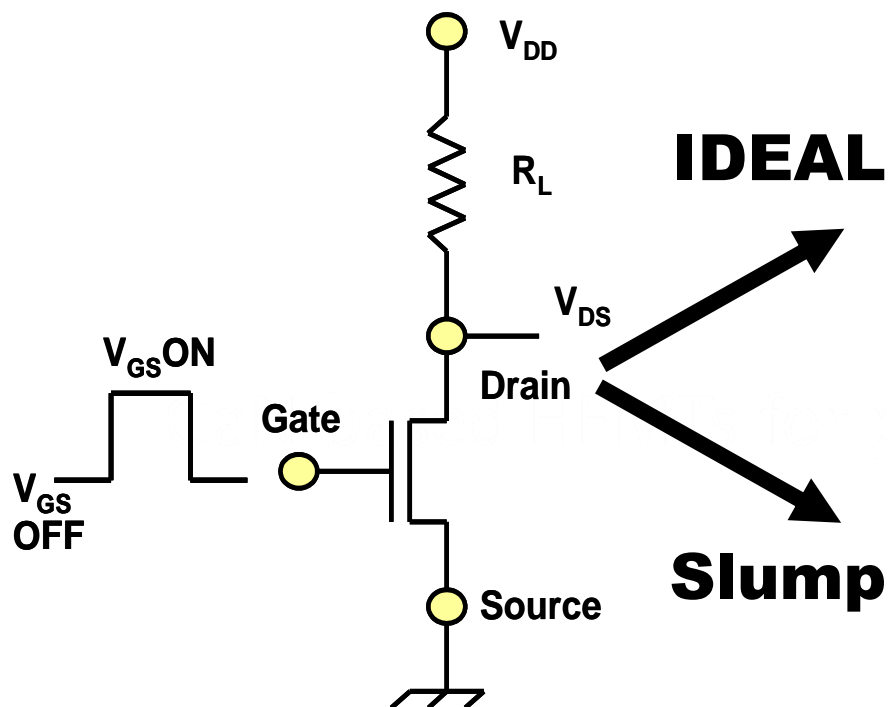 VDD
IDEAL
RL
VDS
VGSON
Drain
Gate
VGS
OFF
Slump
Source